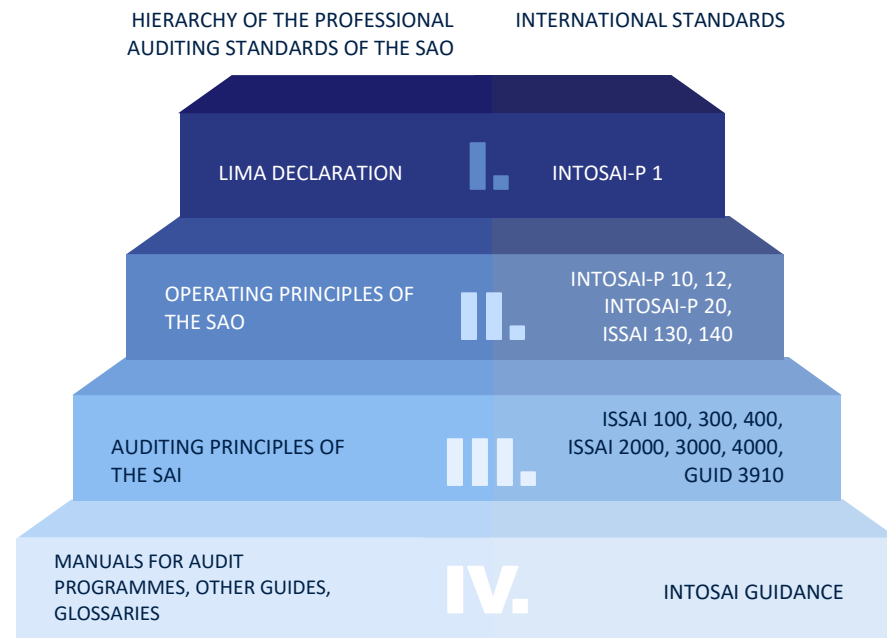 HIERARCHY OF THE PROFESSIONAL
AUDITING STANDARDS OF THE SAO
INTERNATIONAL STANDARDS
LIMA DECLARATION
I.
INTOSAI-P 1
OPERATING PRINCIPLES OF
THE SAO
II.
INTOSAI-P 10, 12,
INTOSAI-P 20,
ISSAI 130, 140
AUDITING PRINCIPLES OF
THE SAI
III.
ISSAI 100, 300, 400,
ISSAI 2000, 3000, 4000,
GUID 3910
MANUALS FOR AUDIT
PROGRAMMES, OTHER GUIDES,
GLOSSARIES
IV.
INTOSAI GUIDANCE